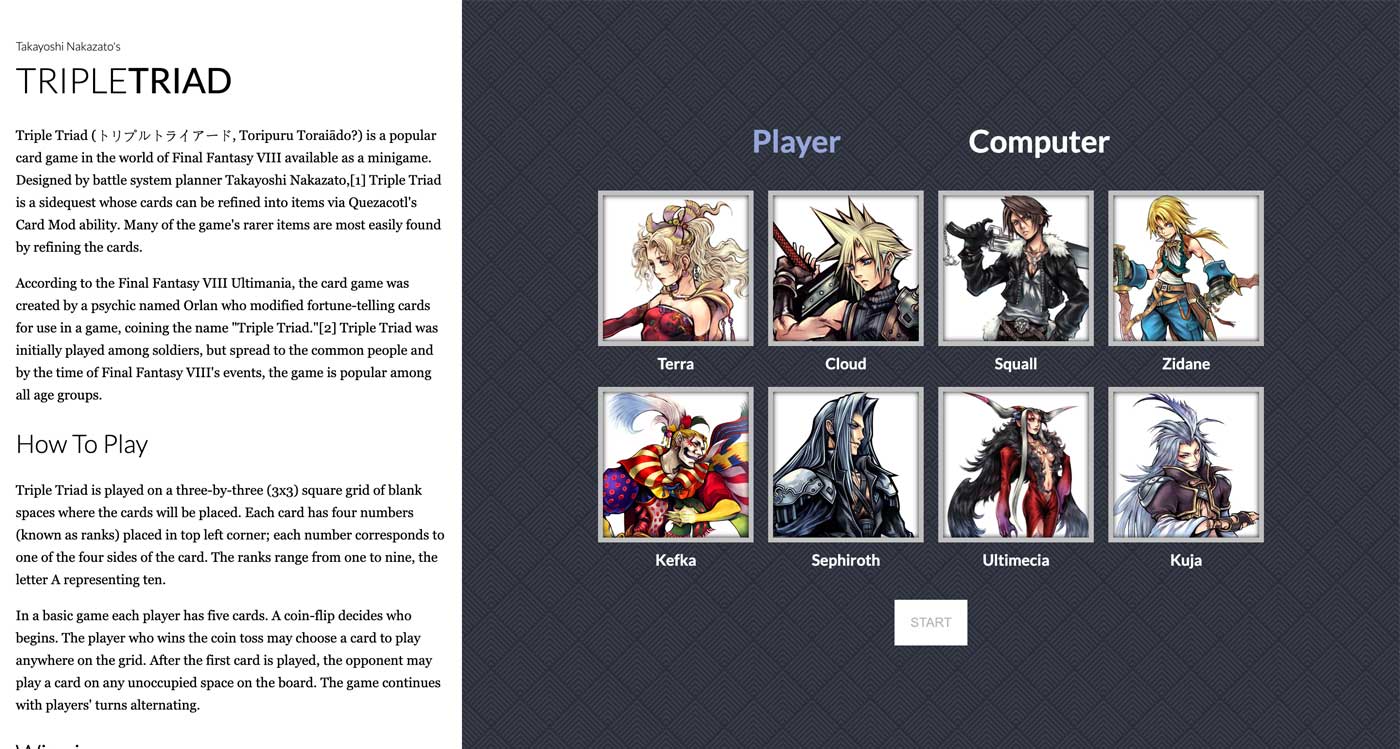 Takayoshi Nakazato's
TRIPLETRIAD
Triple Triad (トリプルトライアード, Toripuru Toraiādo?) is a popular
card game in the world of Final Fantasy VIII available as a minigame.
Designed by battle system planner Takayoshi Nakazato,[1] Triple Triad
is a sidequest whose cards can be refined into items via Quezacotl's
Card Mod ability. Many of the game's rarer items are most easily found
by refining the cards.
According to the Final Fantasy VIII Ultimania, the card game was
created by a psychic named Orlan who modified fortune-telling cards
for use in a game, coining the name "Triple Triad."[2] Triple Triad was
initially played among soldiers, but spread to the common people and
by the time of Final Fantasy VIII's events, the game is popular among
all age groups.
How To Play
Triple Triad is played on a three-by-three (3x3) square grid of blank
spaces where the cards will be placed. Each card has four numbers
(known as ranks) placed in top left corner; each number corresponds to
one of the four sides of the card. The ranks range from one to nine, the
letter A representing ten.
In a basic game each player has five cards. A coin-flip decides who
begins. The player who wins the coin toss may choose a card to play
anywhere on the grid. After the first card is played, the opponent may
play a card on any unoccupied space on the board. The game continues
with players' turns alternating.
Player Computer
Terra Cloud Squall Zidane
Kefka Sephiroth Ultimecia Kuja
START